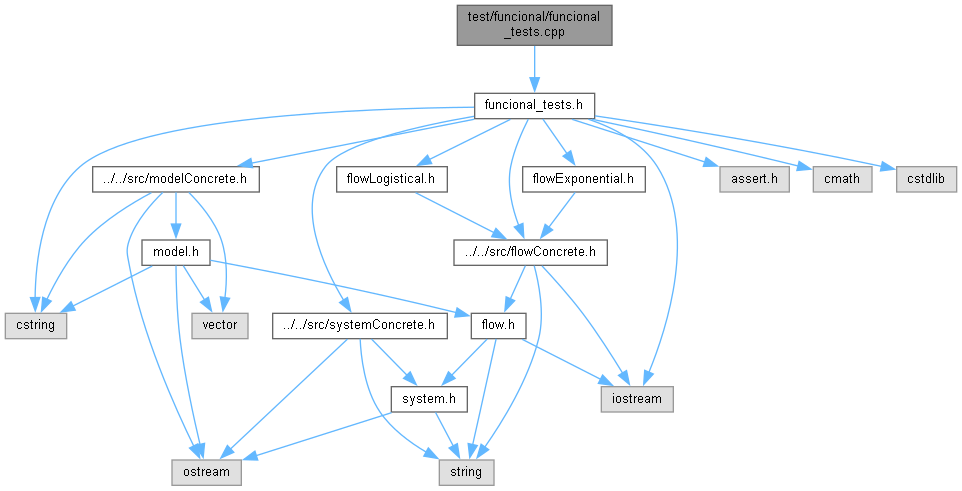 test/funcional/funcional
_tests.cpp
funcional_tests.h
../../src/modelConcrete.h
flowLogistical.h
flowExponential.h
assert.h
cmath
cstdlib
model.h
../../src/flowConcrete.h
cstring
vector
../../src/systemConcrete.h
flow.h
system.h
iostream
ostream
string